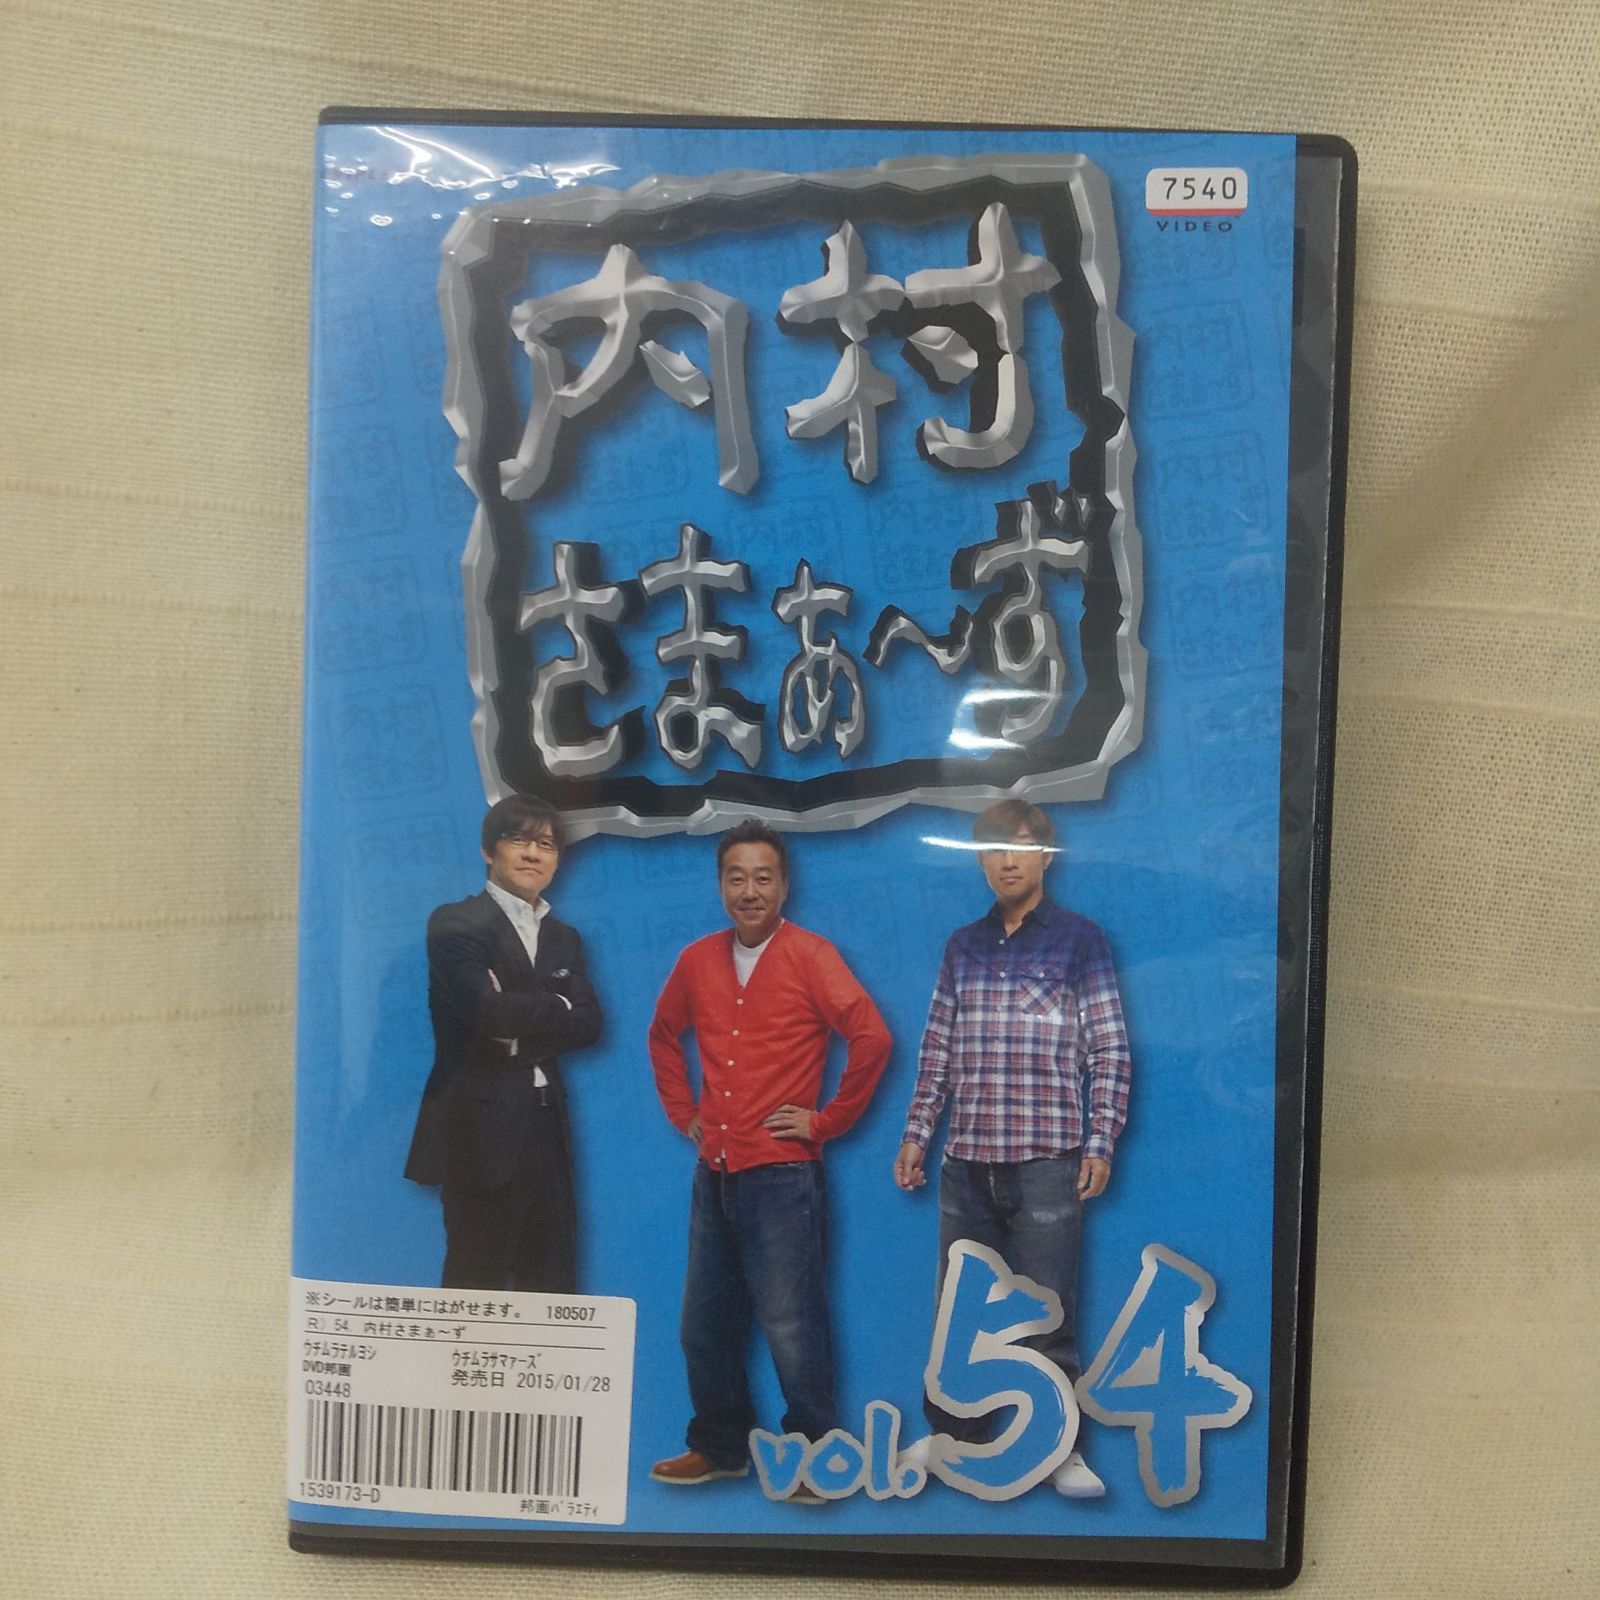 7540
VIDEO
内村
さまぁ〜ず
vol.54
※シールは簡単にはがせます。 180507
R) 54. 内村さまぁ〜ず
ウチムラテルヨシ ウチムラサマァーズ
DVD邦画 発売日 2015/01/28
03448
1539173-D
邦画バラエティ